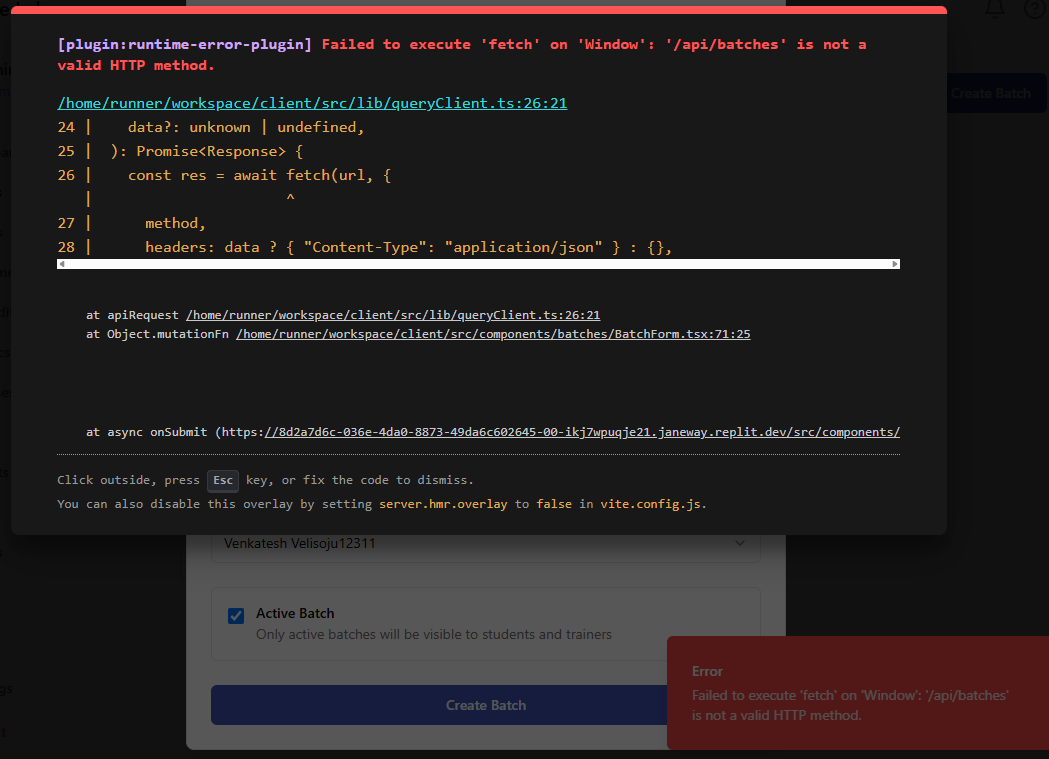 [plugin:runtime-error-plugin] Failed to execute 'fetch' on 'Window': '/api/batches' is not a
valid HTTP method.
Create Batch
/home/runner/workspace/client/src/lib/queryClient.ts:26:21
24 |    data?: unknown | undefined,
25 |  ): Promise<Response> {
26 |    const res = await fetch(url, {
   |                      ^
27 |      method,
28 |      headers: data ? { "Content-Type": "application/json" } : {},
at apiRequest /home/runner/workspace/client/src/lib/queryClient.ts:26:21
at Object.mutationFn /home/runner/workspace/client/src/components/batches/BatchForm.tsx:71:25
at async onSubmit (https://8d2a7d6c-036e-4da0-8873-49da6c602645-00-ikj7wpuqje21.janeway.replit.dev/src/components/
Click outside, press Esc key, or fix the code to dismiss.
You can also disable this overlay by setting server.hmr.overlay to false in vite.config.js.
Venkatesh Velisoju12311
Active Batch
Only active batches will be visible to students and trainers
Create Batch
Error
Failed to execute 'fetch' on 'Window': '/api/batches'
is not a valid HTTP method.